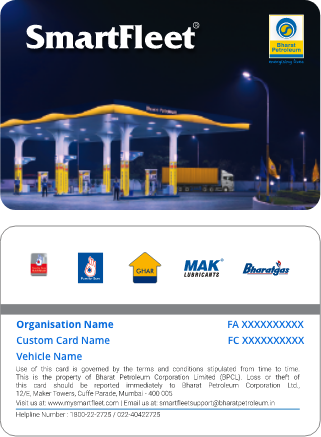 SmartFleet®
Bharat
Petroleum
energising lives
Bharat Petroleum
GHAR
MAK®
LUBRICANTS
Bharatgas
Organisation Name FA XXXXXXXXXX
Custom Card Name FC XXXXXXXXXX
Vehicle Name
Use of this card is governed by the terms and conditions stipulated from time to time.
This is the property of Bharat Petroleum Corporation Limited (BPCL). Loss or theft of
this card should be reported immediately to Bharat Petroleum Corporation Ltd.,
12/E, Maker Towers, Cuffe Parade, Mumbai - 400 005
Visit us at: www.mysmartfleet.com | Email us at: smartfleetsupport@bharatpetroleum.in
Helpline Number : 1800-22-2725 / 022-40422725